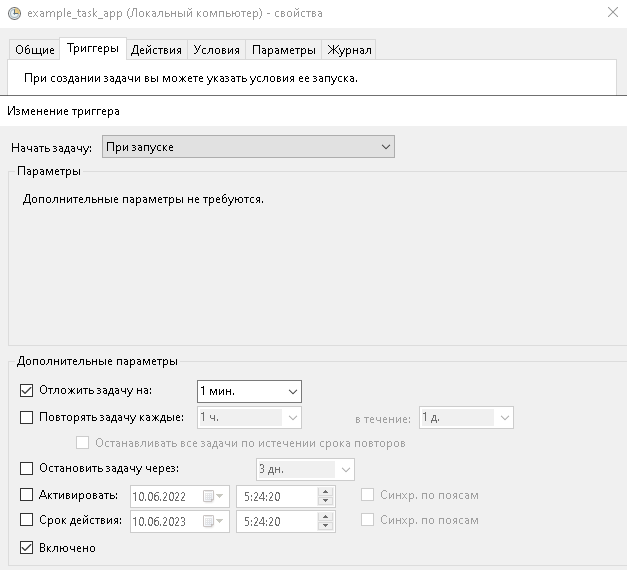 example_task_app (Локальный компьютер) - свойства
Общие Триггеры Действия Условия Параметры Журнал
При создании задачи вы можете указать условия ее запуска.
Изменение триггера
Начать задачу: При запуске
Параметры
Дополнительные параметры не требуются.
Дополнительные параметры
Отложить задачу на: 1 мин.
Повторять задачу каждые: 1 ч. в течение: 1 д.
Останавливать все задачи по истечении срока повторов
Остановить задачу через: 3 дн.
Активировать: 10.06.2022 5:24:20 Синхр. по поясам
Срок действия: 10.06.2023 5:24:20 Синхр. по поясам
Включено